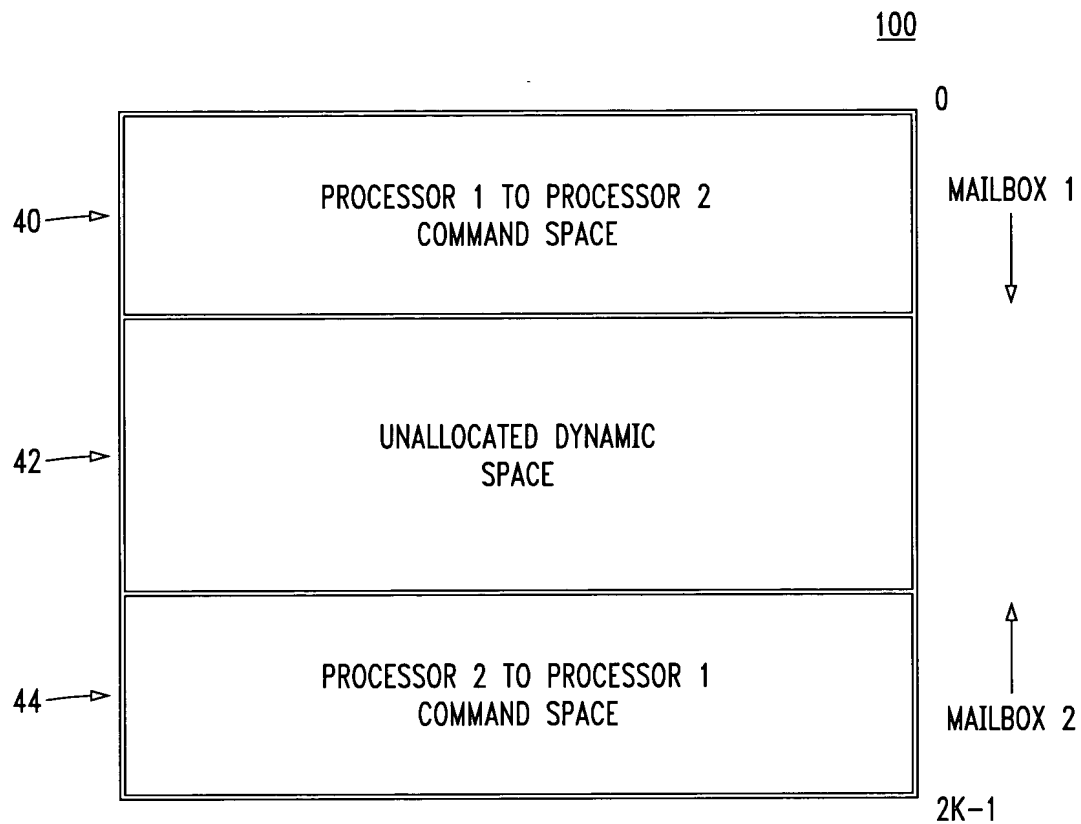 100
0
PROCESSOR 1 TO PROCESSOR 2
COMMAND SPACE
40
MAILBOX 1
UNALLOCATED DYNAMIC
SPACE
42
PROCESSOR 2 TO PROCESSOR 1
COMMAND SPACE
44
MAILBOX 2
2K-1